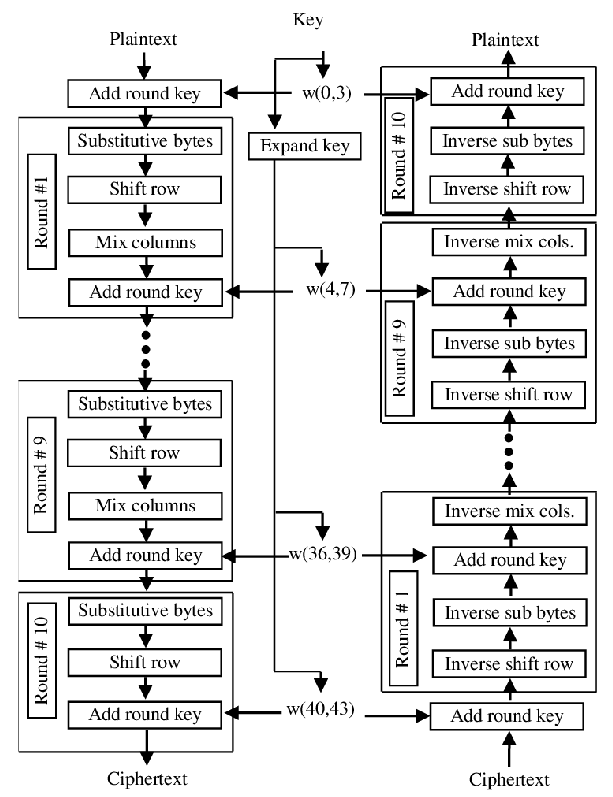 Key
Plaintext
Add round key
Round #1
Substitutive bytes
Shift row
Mix columns
Add round key
Round # 9
Substitutive bytes
Shift row
Mix columns
Add round key
Round # 10
Substitutive bytes
Shift row
Add round key
Ciphertext
w(0,3)
Expand key
w(4,7)
w(36,39)
w(40,43)
Plaintext
Round # 10
Add round key
Inverse sub bytes
Inverse shift row
Round # 9
Inverse mix cols.
Add round key
Inverse sub bytes
Inverse shift row
Round # 1
Inverse mix cols.
Add round key
Inverse sub bytes
Inverse shift row
Add round key
Ciphertext